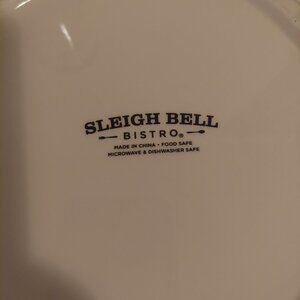 SLEIGH BELL
BISTRO®
MADE IN CHINA • FOOD SAFE
MICROWAVE & DISHWASHER SAFE